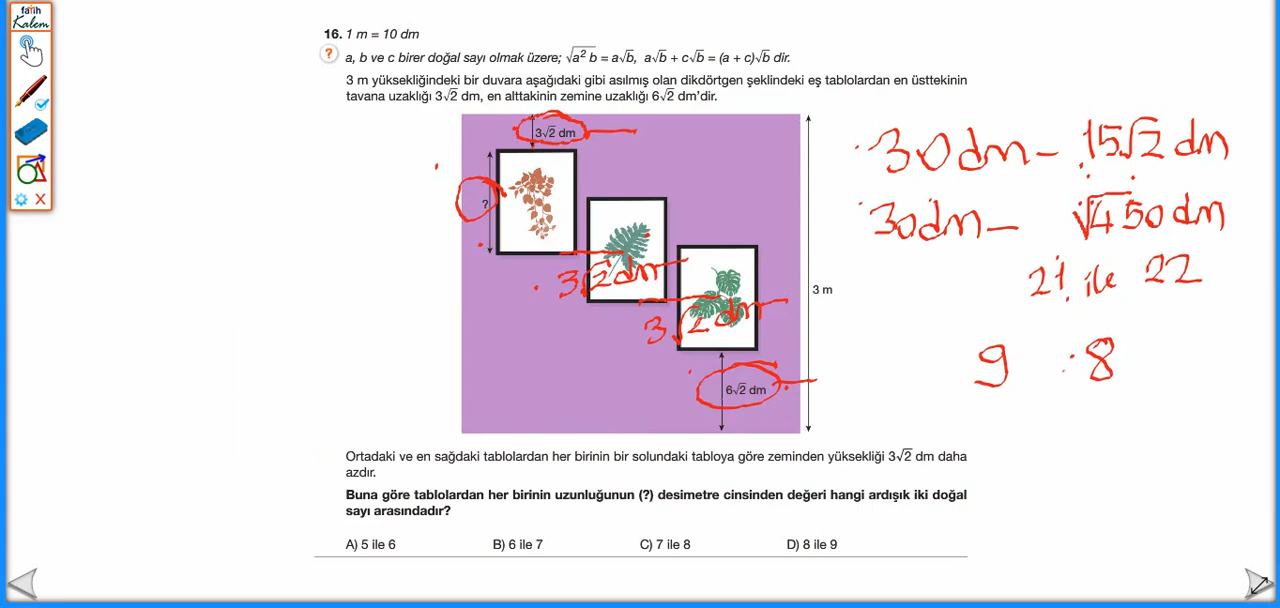 fatih
Kalem
16. 1 m = 10 dm
? a, b ve c birer doğal sayı olmak üzere; √(a² b) = a√b, a√b + c√b = (a + c)√b dir.
3 m yüksekliğindeki bir duvara aşağıdaki gibi asılmış olan dikdörtgen şeklindeki eş tablolardan en üsttekinin
tavana uzaklığı 3√2 dm, en alttakinin zemine uzaklığı 6√2 dm'dir.
3√2 dm
?
3√2 dm
3√2 dm
6√2 dm
3 m
30 dm - 15√2 dm
30 dm - √450 dm
21 ile 22
9 8
Ortadaki ve en sağdaki tablolardan her birinin bir solundaki tabloya göre zeminden yüksekliği 3√2 dm daha
azdır.
Buna göre tablolardan her birinin uzunluğunun (?) desimetre cinsinden değeri hangi ardışık iki doğal
sayı arasındadır?
A) 5 ile 6 B) 6 ile 7 C) 7 ile 8 D) 8 ile 9